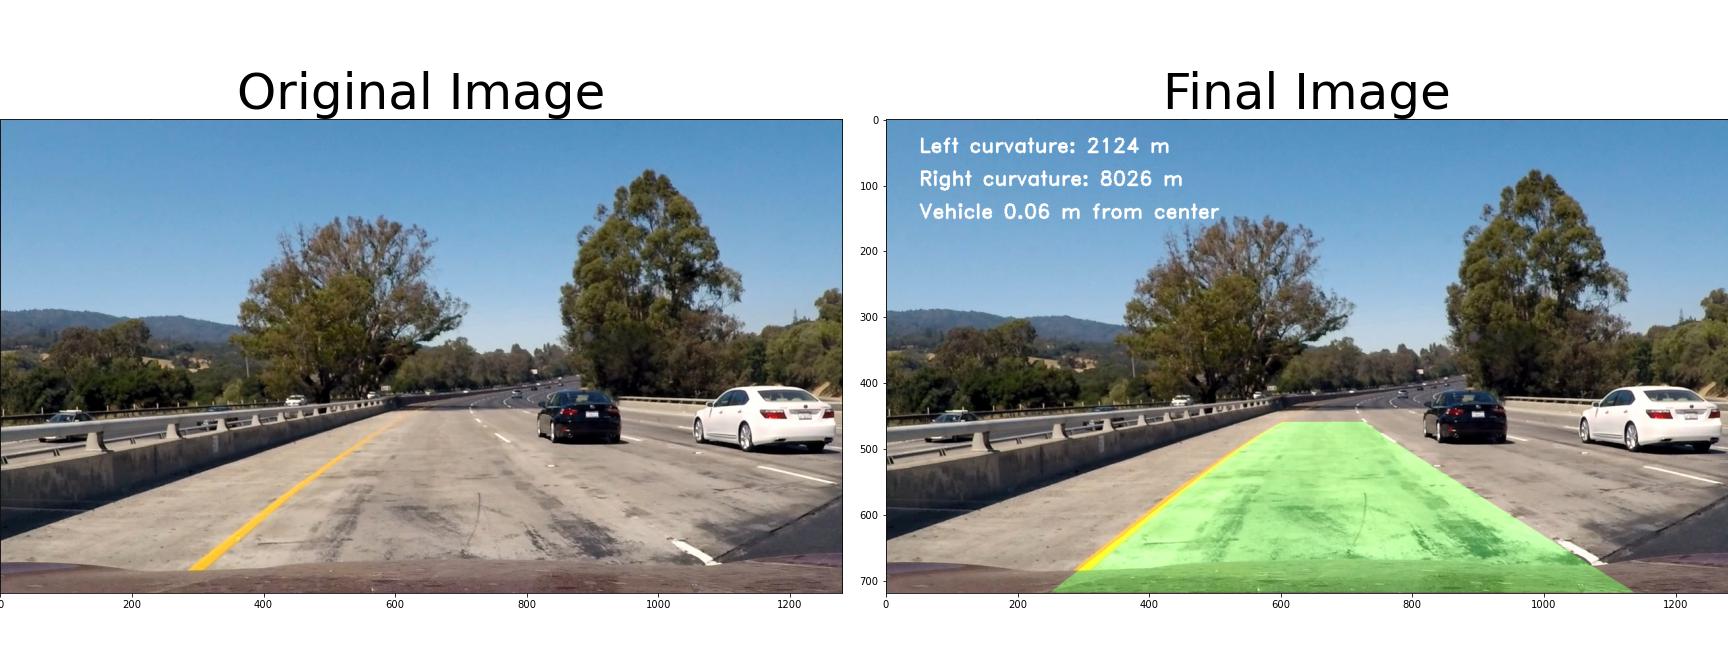 Original Image
Final Image
Left curvature: 2124 m
Right curvature: 8026 m
Vehicle 0.06 m from center
0
100
200
300
400
500
600
700
0 200 400 600 800 1000 1200
0 200 400 600 800 1000 1200